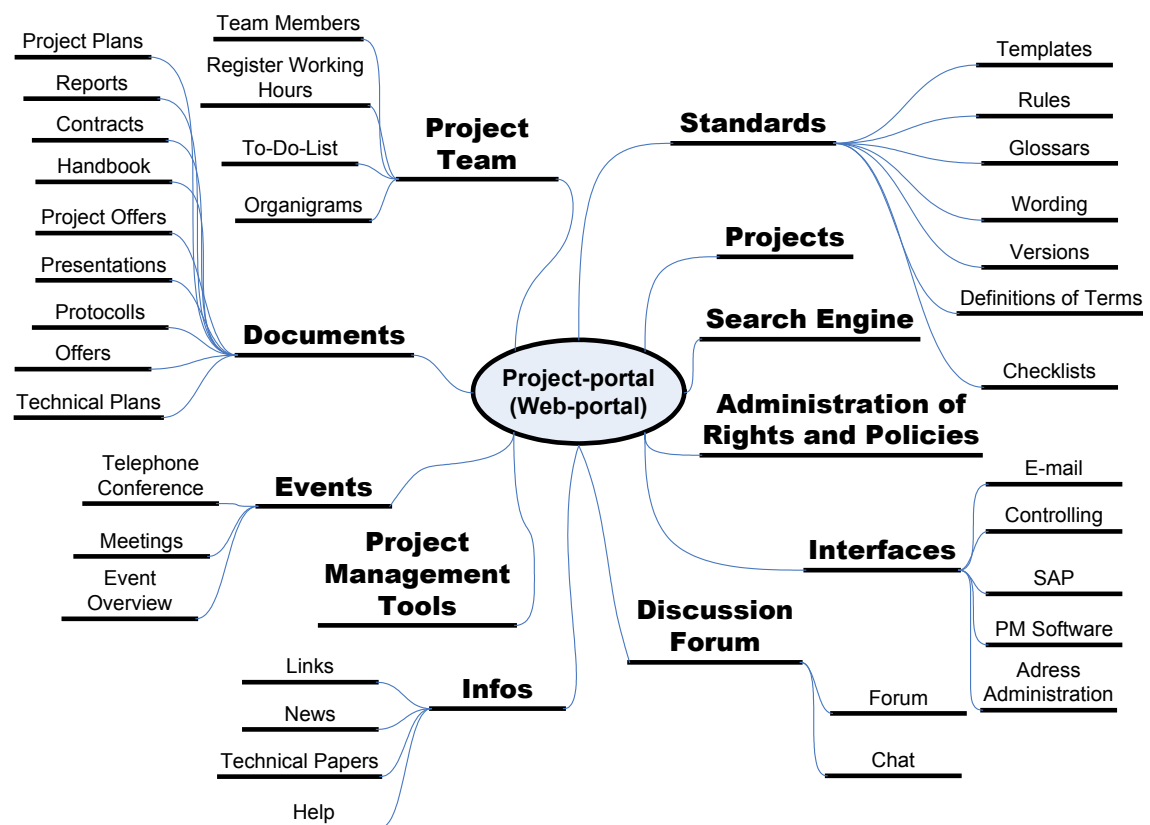 Team Members
Register Working
Hours
To-Do-List
Organigrams
Project
Team
Project Plans
Reports
Contracts
Handbook
Project Offers
Presentations
Protocolls
Offers
Technical Plans
Documents
Telephone
Conference
Meetings
Event
Overview
Events
Project
Management
Tools
Links
News
Technical Papers
Help
Infos
Project-portal
(Web-portal)
Standards
Templates
Rules
Glossars
Wording
Versions
Definitions of Terms
Checklists
Projects
Search Engine
Administration of
Rights and Policies
Interfaces
E-mail
Controlling
SAP
PM Software
Adress
Administration
Discussion
Forum
Forum
Chat